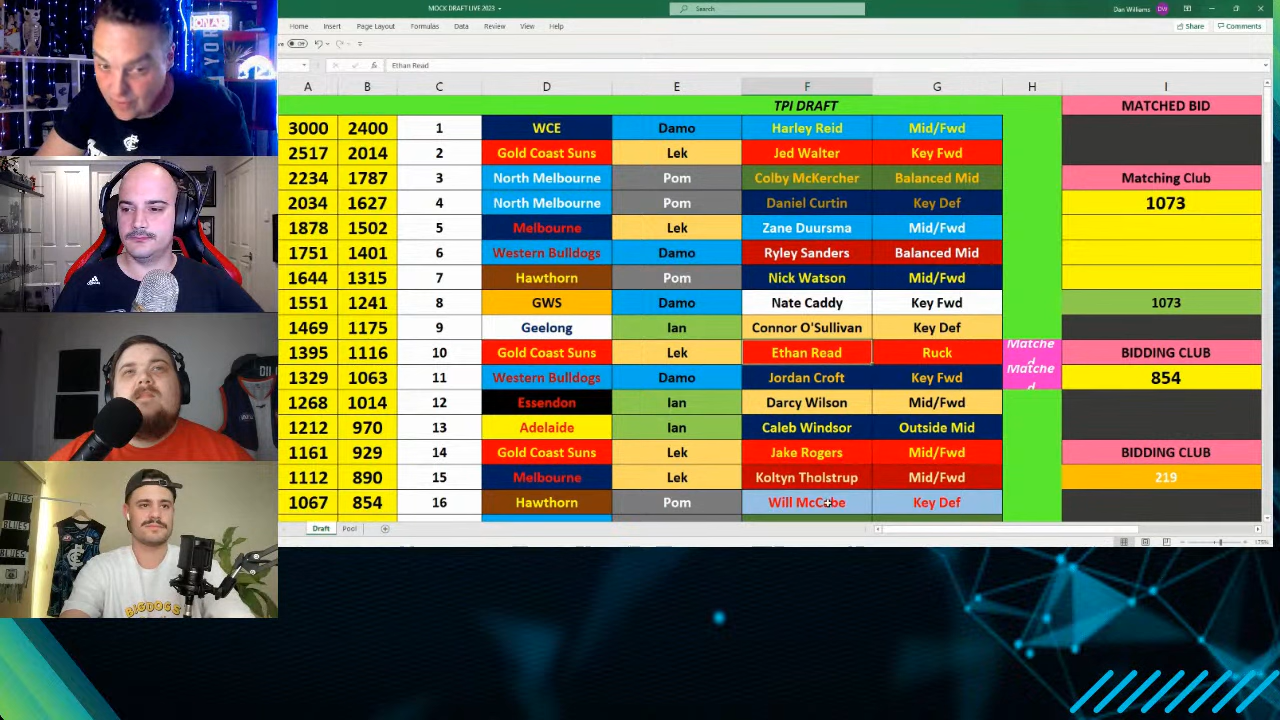 MOCK DRAFT LIVE 2023
Search
Dan Williams DW
Home Insert Page Layout Formulas Data Review View Help
Share Comments
Off
fx Ethan Read
A B C D E F G H I
TPI DRAFT MATCHED BID
3000 2400 1 WCE Damo Harley Reid Mid/Fwd
2517 2014 2 Gold Coast Suns Lek Jed Walter Key Fwd
2234 1787 3 North Melbourne Pom Colby McKercher Balanced Mid Matching Club
2034 1627 4 North Melbourne Pom Daniel Curtin Key Def 1073
1878 1502 5 Melbourne Lek Zane Duursma Mid/Fwd
1751 1401 6 Western Bulldogs Damo Ryley Sanders Balanced Mid
1644 1315 7 Hawthorn Pom Nick Watson Mid/Fwd
1551 1241 8 GWS Damo Nate Caddy Key Fwd 1073
1469 1175 9 Geelong Ian Connor O'Sullivan Key Def
1395 1116 10 Gold Coast Suns Lek Ethan Read Ruck Matched BIDDING CLUB
1329 1063 11 Western Bulldogs Damo Jordan Croft Key Fwd Matched 854
1268 1014 12 Essendon Ian Darcy Wilson Mid/Fwd
1212 970 13 Adelaide Ian Caleb Windsor Outside Mid
1161 929 14 Gold Coast Suns Lek Jake Rogers Mid/Fwd BIDDING CLUB
1112 890 15 Melbourne Lek Koltyn Tholstrup Mid/Fwd 219
1067 854 16 Hawthorn Pom Will McCabe Key Def
Draft Pool
175%
BLUES
BLUES
BIGDOGS